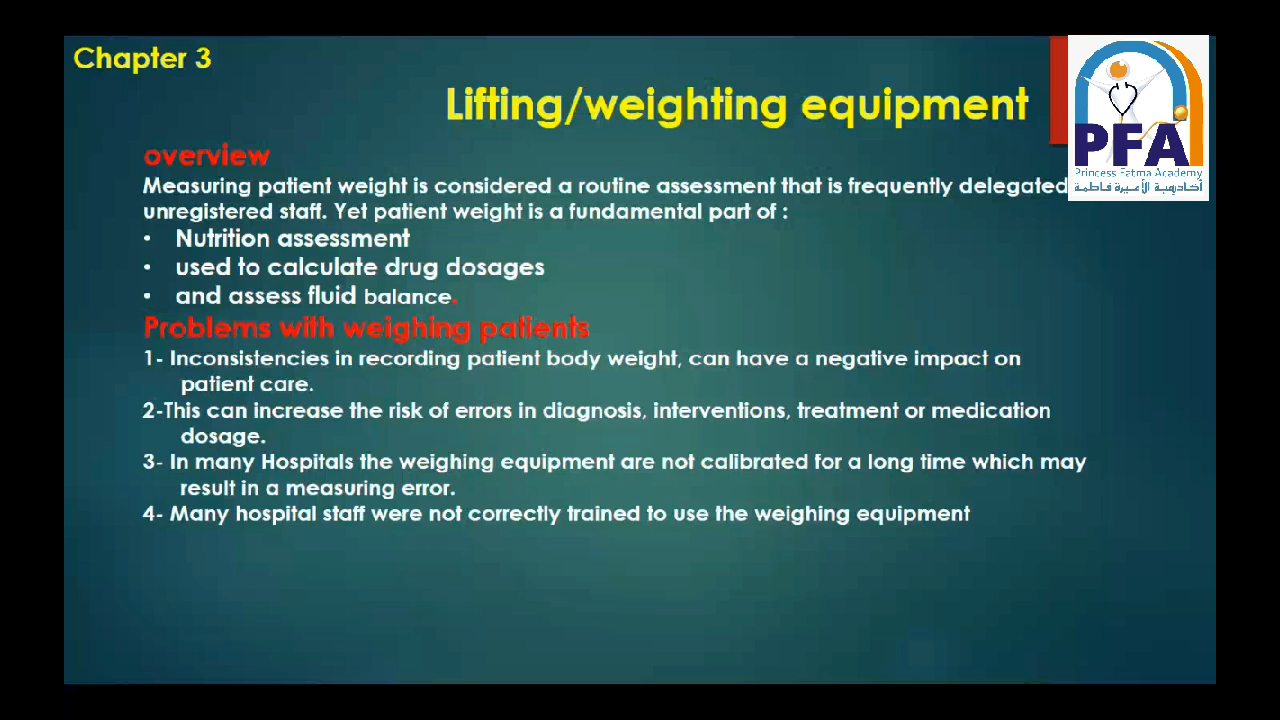 Chapter 3
Lifting/weighting equipment
PFA
Princess Fatma Academy
أكاديمية الأميرة فاطمة
overview
Measuring patient weight is considered a routine assessment that is frequently delegated
unregistered staff. Yet patient weight is a fundamental part of :
• Nutrition assessment
• used to calculate drug dosages
• and assess fluid balance.
Problems with weighing patients
1- Inconsistencies in recording patient body weight, can have a negative impact on
patient care.
2-This can increase the risk of errors in diagnosis, interventions, treatment or medication
dosage.
3- In many Hospitals the weighing equipment are not calibrated for a long time which may
result in a measuring error.
4- Many hospital staff were not correctly trained to use the weighing equipment